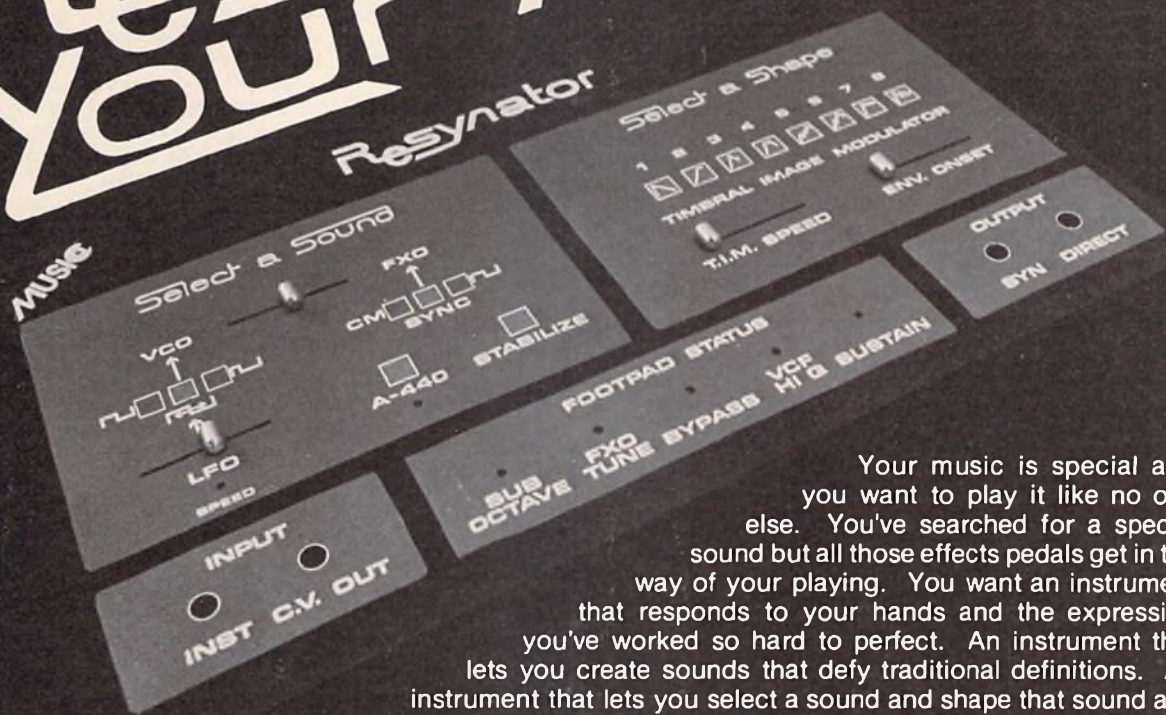 Your
Resynator
MUSIC
Select a Sound
VCO
FXO
CM
SYNC
LFO
SPEED
A-440
STABILIZE
Select a Shape
1 2 3 4 5 6 7 8
TIMBRAL IMAGE MODULATOR
T.I.M. SPEED
ENV. ONSET
OUTPUT
SYN DIRECT
FOOTPAD STATUS
SUB OCTAVE
FXO TUNE
BYPASS
VCF HI Q
SUSTAIN
INPUT
INST C.V. OUT
Your music is special a
you want to play it like no o
else. You've searched for a spec
sound but all those effects pedals get in t
way of your playing. You want an instrume
that responds to your hands and the expressi
you've worked so hard to perfect. An instrument th
lets you create sounds that defy traditional definitions.
instrument that lets you select a sound and shape that sound a